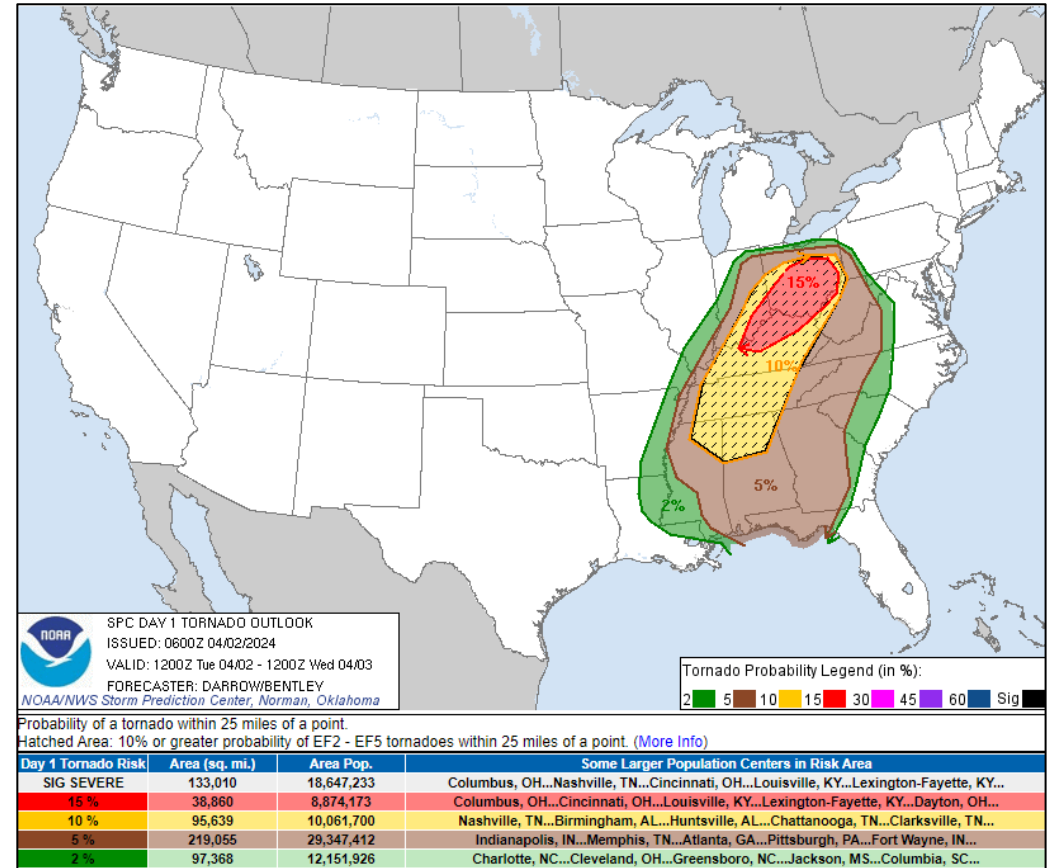 15%
10%
5%
2%
NOAA
SPC DAY 1 TORNADO OUTLOOK
ISSUED: 0600Z 04/02/2024
VALID: 1200Z Tue 04/02 - 1200Z Wed 04/03
FORECASTER: DARROW/BENTLEY
NOAA/NWS Storm Prediction Center, Norman, Oklahoma
Tornado Probability Legend (in %):
2 5 10 15 30 45 60 Sig
Probability of a tornado within 25 miles of a point.
Hatched Area: 10% or greater probability of EF2 - EF5 tornadoes within 25 miles of a point. (More Info)
Day 1 Tornado Risk Area (sq. mi.) Area Pop. Some Larger Population Centers in Risk Area
SIG SEVERE 133,010 18,647,233 Columbus, OH...Nashville, TN...Cincinnati, OH...Louisville, KY...Lexington-Fayette, KY...
15 % 38,860 8,874,173 Columbus, OH...Cincinnati, OH...Louisville, KY...Lexington-Fayette, KY...Dayton, OH...
10 % 95,639 10,061,700 Nashville, TN...Birmingham, AL...Huntsville, AL...Chattanooga, TN...Clarksville, TN...
5 % 219,055 29,347,412 Indianapolis, IN...Memphis, TN...Atlanta, GA...Pittsburgh, PA...Fort Wayne, IN...
2 % 97,368 12,151,926 Charlotte, NC...Cleveland, OH...Greensboro, NC...Jackson, MS...Columbia, SC...